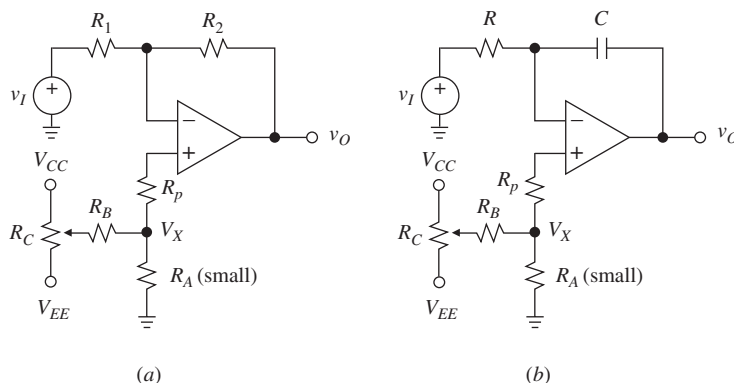 R1
R2
vI
+
−
+
vO
VCC
Rp
RB
RC
VX
RA (small)
VEE
(a)
R
C
vI
+
−
+
vO
VCC
Rp
RB
RC
VX
RA (small)
VEE
(b)